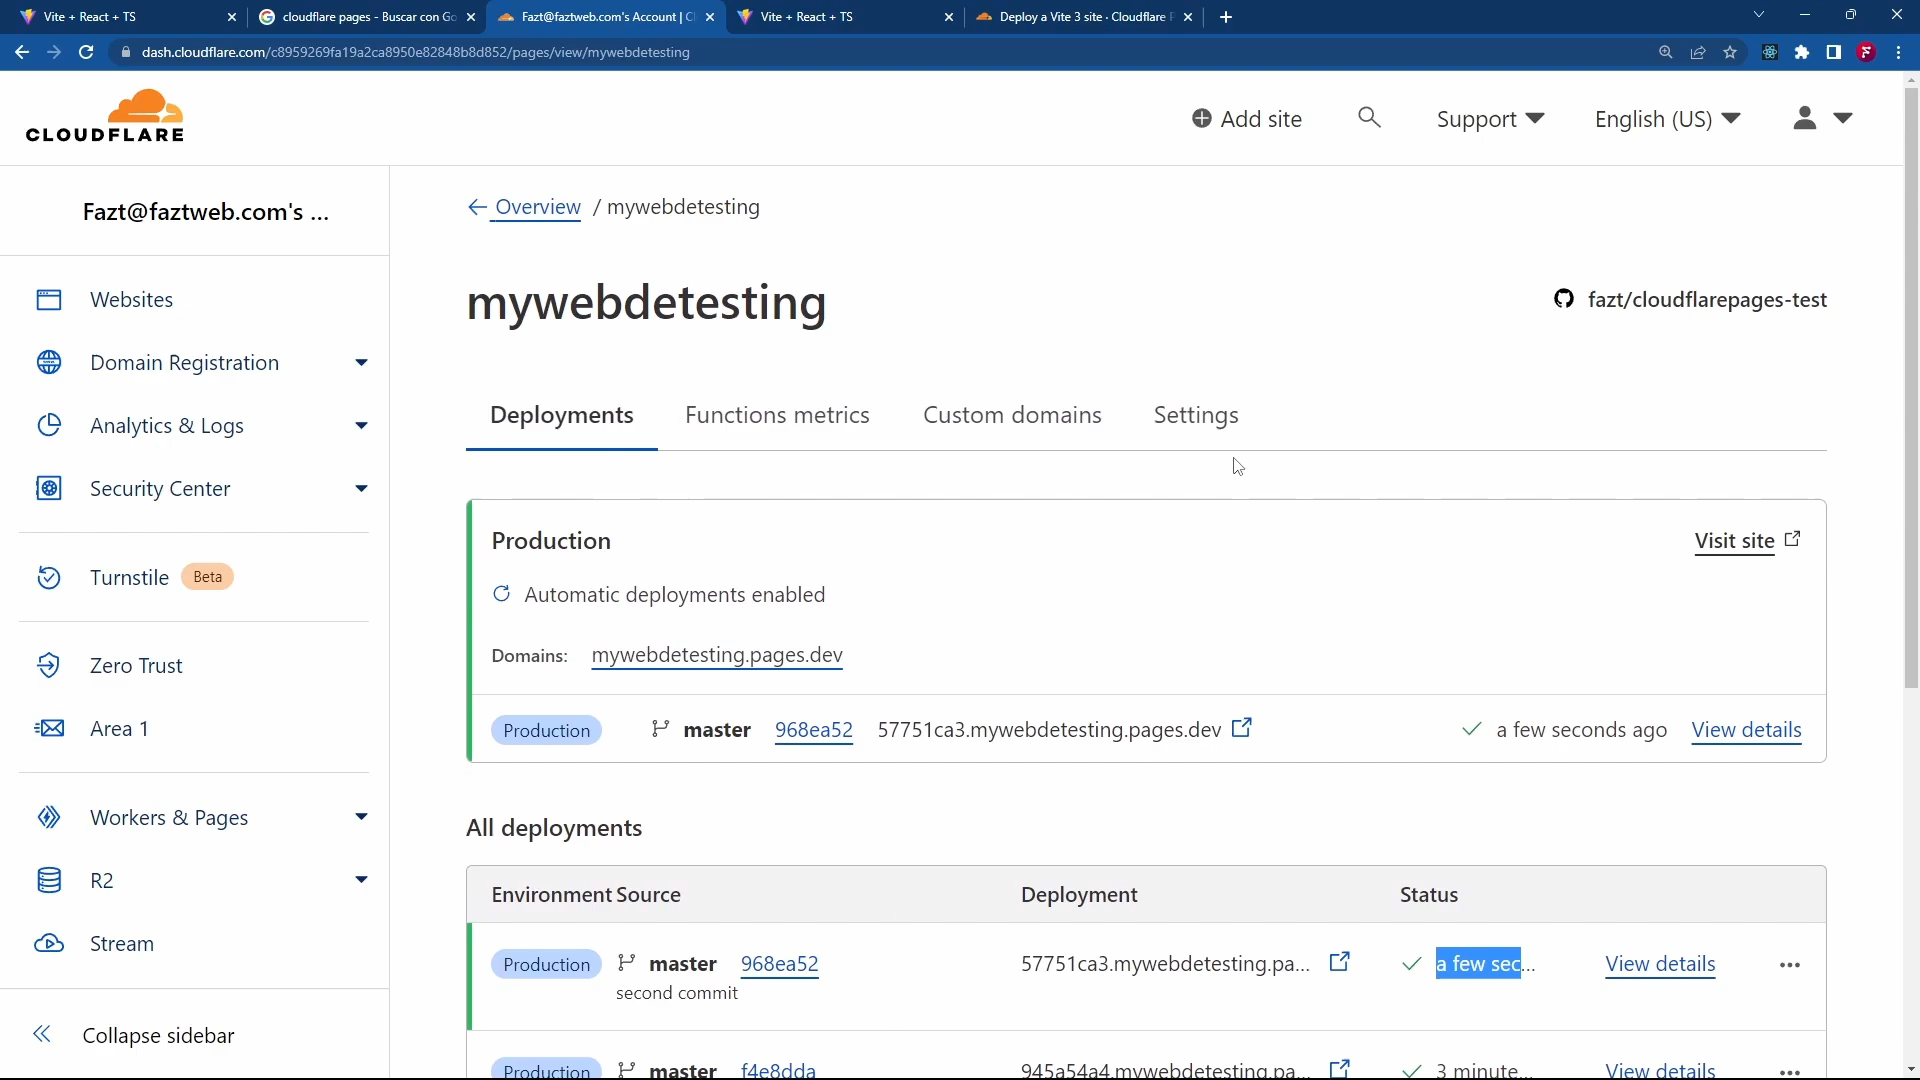 Vite + React + TS
cloudflare pages - Buscar con Go
Fazt@faztweb.com's Account | C
Vite + React + TS
Deploy a Vite 3 site · Cloudflare P
dash.cloudflare.com/c8959269fa19a2ca8950e82848b8d852/pages/view/mywebdetesting
CLOUDFLARE
Add site
Support
English (US)
Fazt@faztweb.com's ...
Websites
Domain Registration
Analytics & Logs
Security Center
Turnstile Beta
Zero Trust
Area 1
Workers & Pages
R2
Stream
Collapse sidebar
Overview / mywebdetesting
mywebdetesting
fazt/cloudflarepages-test
Deployments Functions metrics Custom domains Settings
Production
Visit site
Automatic deployments enabled
Domains: mywebdetesting.pages.dev
Production master 968ea52 57751ca3.mywebdetesting.pages.dev a few seconds ago View details
All deployments
Environment Source Deployment Status
Production master 968ea52 57751ca3.mywebdetesting.pa... a few sec... View details
second commit
Production master f4e8dda 945a54a4.mywebdetesting.pa... 3 minute... View details